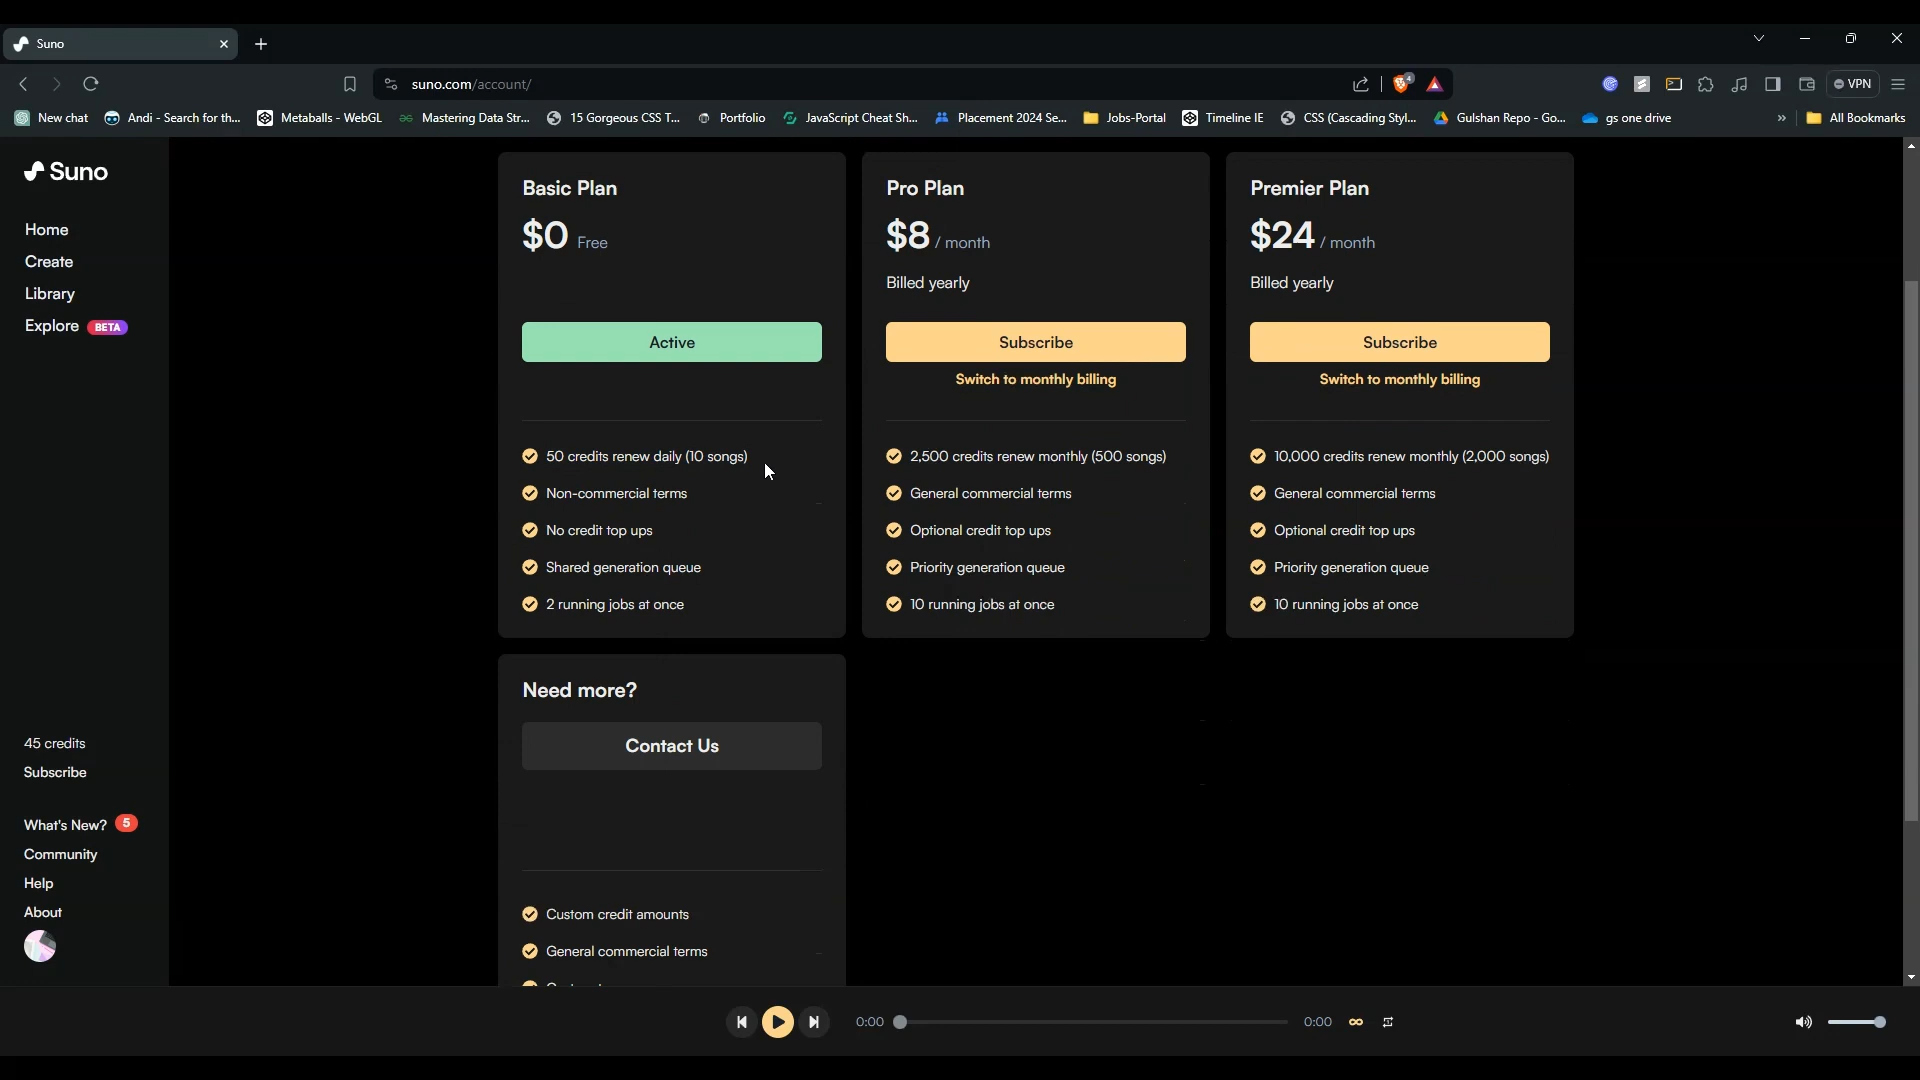 Suno
suno.com/account/
4
VPN
New chat
Andi - Search for th...
Metaballs - WebGL
Mastering Data Str...
15 Gorgeous CSS T...
Portfolio
JavaScript Cheat Sh...
Placement 2024 Se...
Jobs-Portal
Timeline IE
CSS (Cascading Styl...
Gulshan Repo - Go...
gs one drive
»
All Bookmarks
Suno
Home
Create
Library
Explore BETA
45 credits
Subscribe
What's New? 5
Community
Help
About
Basic Plan
$0 Free
Active
50 credits renew daily (10 songs)
Non-commercial terms
No credit top ups
Shared generation queue
2 running jobs at once
Pro Plan
$8 / month
Billed yearly
Subscribe
Switch to monthly billing
2,500 credits renew monthly (500 songs)
General commercial terms
Optional credit top ups
Priority generation queue
10 running jobs at once
Premier Plan
$24 / month
Billed yearly
Subscribe
Switch to monthly billing
10,000 credits renew monthly (2,000 songs)
General commercial terms
Optional credit top ups
Priority generation queue
10 running jobs at once
Need more?
Contact Us
Custom credit amounts
General commercial terms
0:00
0:00